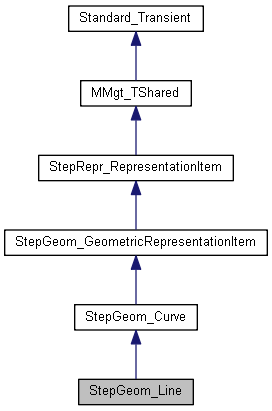 Standard_Transient
MMgt_TShared
StepRepr_RepresentationItem
StepGeom_GeometricRepresentationItem
StepGeom_Curve
StepGeom_Line